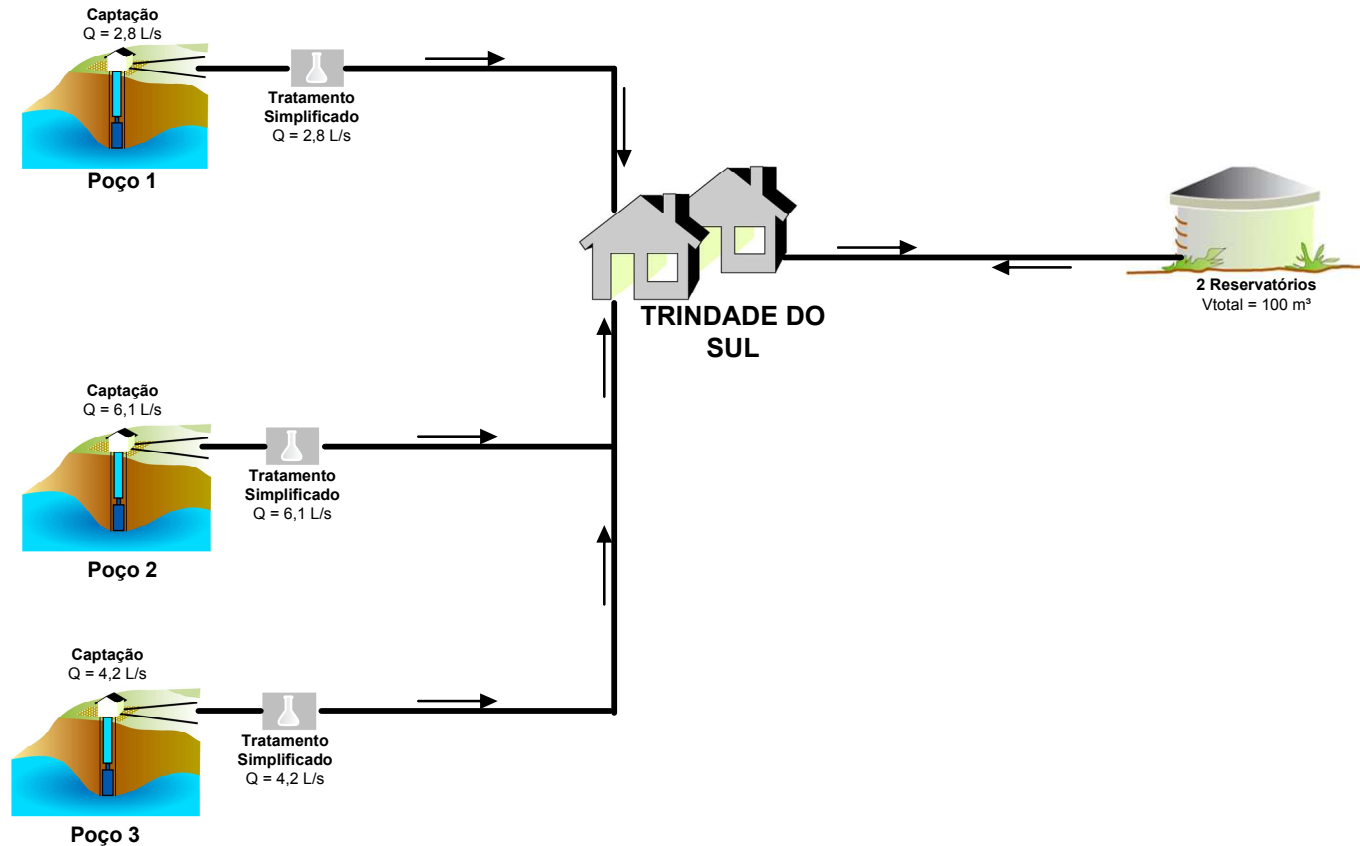 Captação
Q = 2,8 L/s
Tratamento
Simplificado
Q = 2,8 L/s
Poço 1
TRINDADE DO
SUL
2 Reservatórios
Vtotal = 100 m³
Captação
Q = 6,1 L/s
Tratamento
Simplificado
Q = 6,1 L/s
Poço 2
Captação
Q = 4,2 L/s
Tratamento
Simplificado
Q = 4,2 L/s
Poço 3